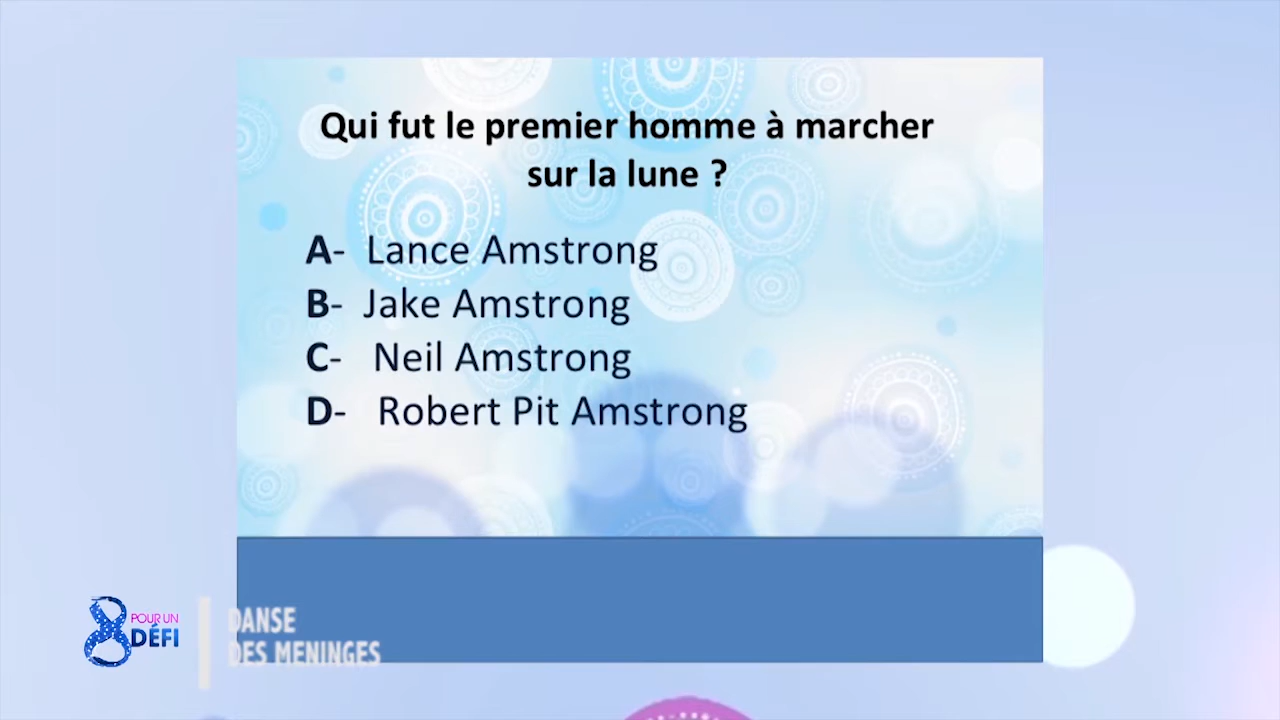 Qui fut le premier homme à marcher
sur la lune ?
A- Lance Amstrong
B- Jake Amstrong
C- Neil Amstrong
D- Robert Pit Amstrong
8 POUR UN
DÉFI
DANSE
DES MENINGES